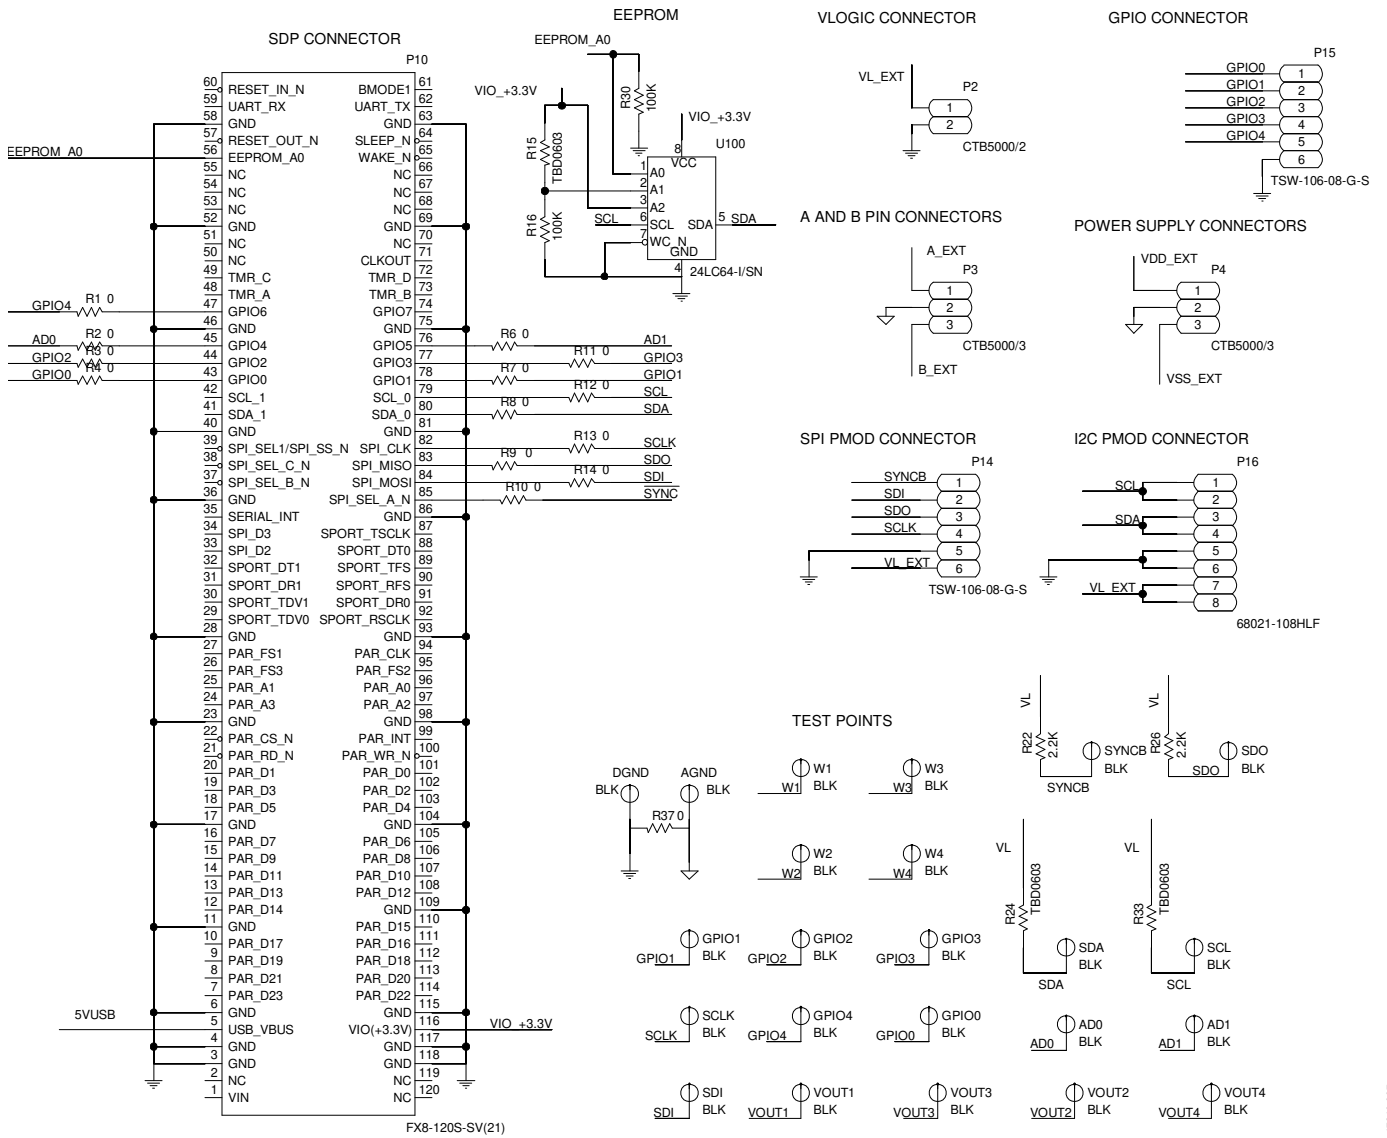 SDP CONNECTOR
P10
60 RESET_IN_N BMODE1 61
59 UART_RX UART_TX 62
58 GND GND 63
57 RESET_OUT_N SLEEP_N 64
56 EEPROM_A0 WAKE_N 65
55 NC NC 66
54 NC NC 67
53 NC NC 68
52 GND GND 69
51 NC NC 70
50 NC CLKOUT 71
49 TMR_C TMR_D 72
48 TMR_A TMR_B 73
47 GPIO6 GPIO7 74
46 GND GND 75
45 GPIO4 GPIO5 76
44 GPIO2 GPIO3 77
43 GPIO0 GPIO1 78
42 SCL_1 SCL_0 79
41 SDA_1 SDA_0 80
40 GND GND 81
39 SPI_SEL1/SPI_SS_N SPI_CLK 82
38 SPI_SEL_C_N SPI_MISO 83
37 SPI_SEL_B_N SPI_MOSI 84
36 GND SPI_SEL_A_N 85
35 SERIAL_INT GND 86
34 SPI_D3 SPORT_TSCLK 87
33 SPI_D2 SPORT_DT0 88
32 SPORT_DT1 SPORT_TFS 89
31 SPORT_DR1 SPORT_RFS 90
30 SPORT_TDV1 SPORT_DR0 91
29 SPORT_TDV0 SPORT_RSCLK 92
28 GND GND 93
27 PAR_FS1 PAR_CLK 94
26 PAR_FS3 PAR_FS2 95
25 PAR_A1 PAR_A0 96
24 PAR_A3 PAR_A2 97
23 GND GND 98
22 PAR_CS_N PAR_INT 99
21 PAR_RD_N PAR_WR_N 100
20 PAR_D1 PAR_D0 101
19 PAR_D3 PAR_D2 102
18 PAR_D5 PAR_D4 103
17 GND GND 104
16 PAR_D7 PAR_D6 105
15 PAR_D9 PAR_D8 106
14 PAR_D11 PAR_D10 107
13 PAR_D13 PAR_D12 108
12 PAR_D14 GND 109
11 GND PAR_D15 110
10 PAR_D17 PAR_D16 111
9 PAR_D19 PAR_D18 112
8 PAR_D21 PAR_D20 113
7 PAR_D23 PAR_D22 114
6 GND GND 115
5 USB_VBUS VIO(+3.3V) 116
4 GND GND 117
3 GND GND 118
2 NC NC 119
1 VIN NC 120
FX8-120S-SV(21)
EEPROM_A0
GPIO4 R1 0
AD0 R2 0
GPIO2 R3 0
GPIO0 R4 0
5VUSB
R6 0 AD1
R11 0 GPIO3
R7 0 GPIO1
R12 0 SCL
R8 0 SDA
R13 0 SCLK
R9 0 SDO
R14 0 SDI
R10 0 SYNC
VIO_+3.3V
EEPROM
EEPROM_A0
VIO_+3.3V
R30
100K
VIO_+3.3V
R15
TBD0603
R16
100K
U100
8
VCC
1 A0
2 A1
3 A2
6 SCL SDA 5
7 WC_N
GND
4
SCL
SDA
24LC64-I/SN
VLOGIC CONNECTOR
VL_EXT
P2
1
2
CTB5000/2
GPIO CONNECTOR
P15
GPIO0 1
GPIO1 2
GPIO2 3
GPIO3 4
GPIO4 5
6
TSW-106-08-G-S
A AND B PIN CONNECTORS
A_EXT
P3
1
2
3
CTB5000/3
B_EXT
POWER SUPPLY CONNECTORS
VDD_EXT
P4
1
2
3
CTB5000/3
VSS_EXT
SPI PMOD CONNECTOR
P14
SYNCB 1
SDI 2
SDO 3
SCLK 4
5
VL_EXT 6
TSW-106-08-G-S
I2C PMOD CONNECTOR
P16
SCL 1
2
SDA 3
4
5
6
VL_EXT 7
8
68021-108HLF
TEST POINTS
DGND
BLK
AGND
BLK
R37 0
W1
W1
BLK
W3
W3
BLK
W2
W2
BLK
W4
W4
BLK
VL
R22
2.2K
SYNCB
BLK
SYNCB
VL
R26
2.2K
SDO
BLK
SDO
VL
R24
TBD0603
SDA
BLK
SDA
VL
R33
TBD0603
SCL
BLK
SCL
GPIO1
GPIO1
BLK
GPIO2
GPIO2
BLK
GPIO3
GPIO3
BLK
SCLK
SCLK
BLK
GPIO4
GPIO4
BLK
GPIO0
GPIO0
BLK
AD0
AD0
BLK
AD1
AD1
BLK
SDI
SDI
BLK
VOUT1
VOUT1
BLK
VOUT3
VOUT3
BLK
VOUT2
VOUT2
BLK
VOUT4
VOUT4
BLK